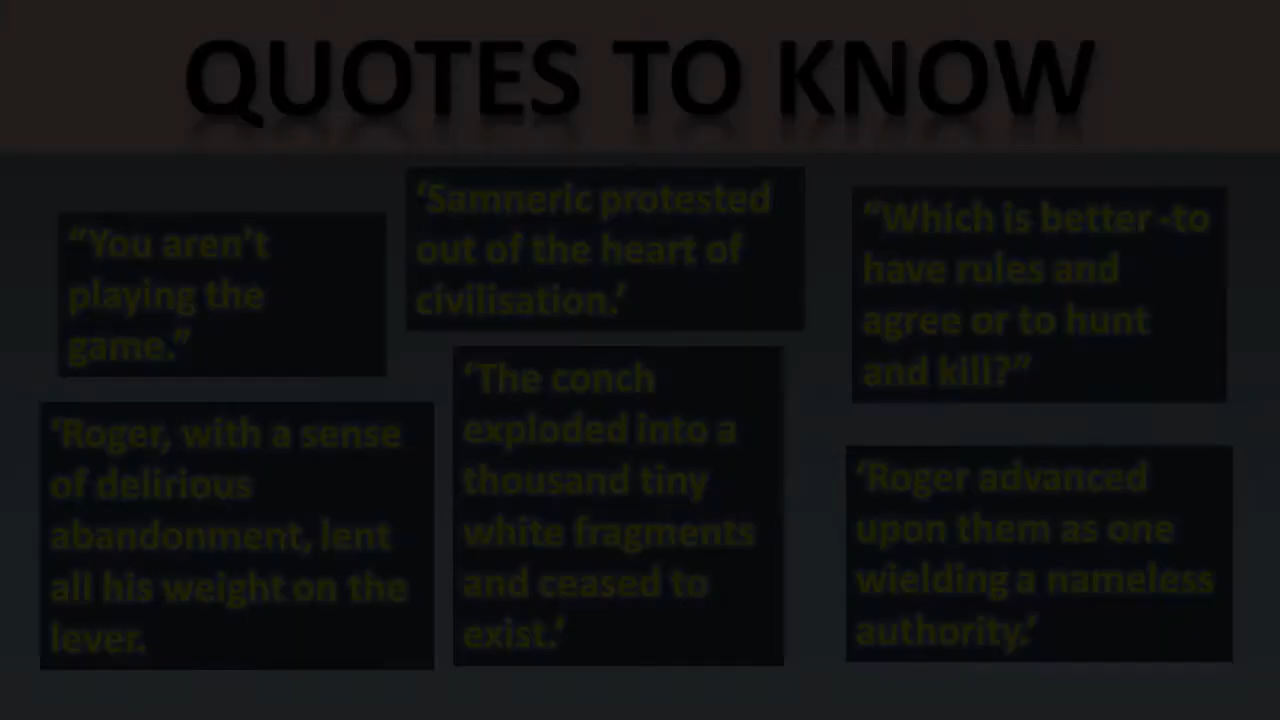 QUOTES TO KNOW
“You aren’t
playing the
game.”
‘Samneric protested
out of the heart of
civilisation.’
“Which is better -to
have rules and
agree or to hunt
and kill?”
‘Roger, with a sense
of delirious
abandonment, lent
all his weight on the
lever.
‘The conch
exploded into a
thousand tiny
white fragments
and ceased to
exist.’
‘Roger advanced
upon them as one
wielding a nameless
authority.’